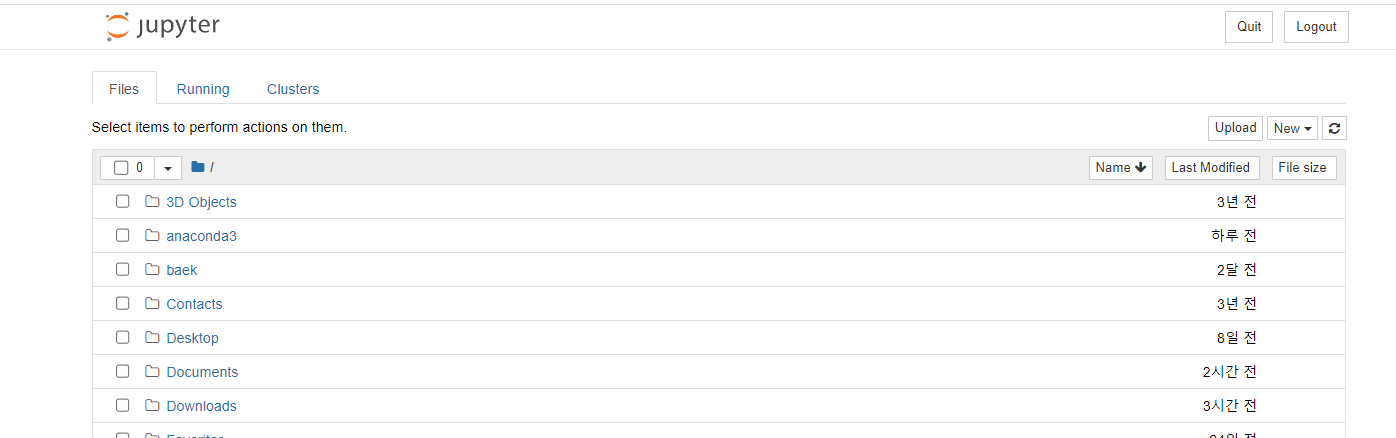 jupyter
Quit Logout
Files Running Clusters
Select items to perform actions on them.
Upload New
0 / Name Last Modified File size
3D Objects 3년 전
anaconda3 하루 전
baek 2달 전
Contacts 3년 전
Desktop 8일 전
Documents 2시간 전
Downloads 3시간 전